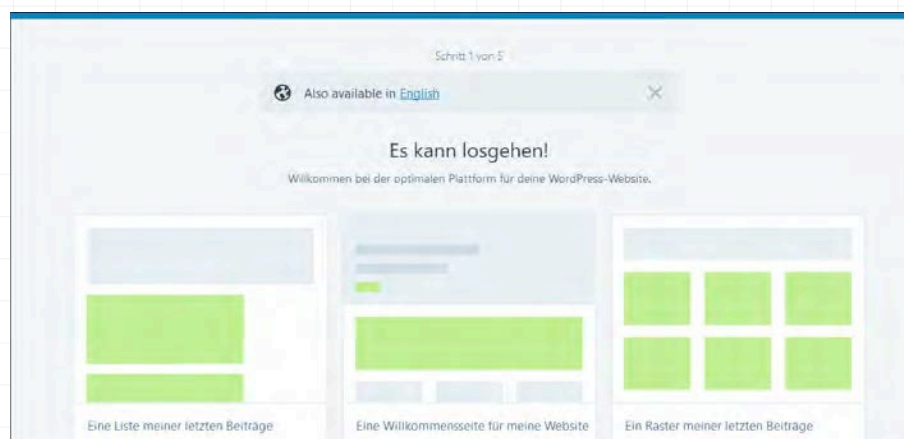 Schritt 1 von 5
Also available in English
Es kann losgehen!
Willkommen bei der optimalen Plattform für deine WordPress-Website.
Eine Liste meiner letzten Beiträge
Eine Willkommensseite für meine Website
Ein Raster meiner letzten Beiträge